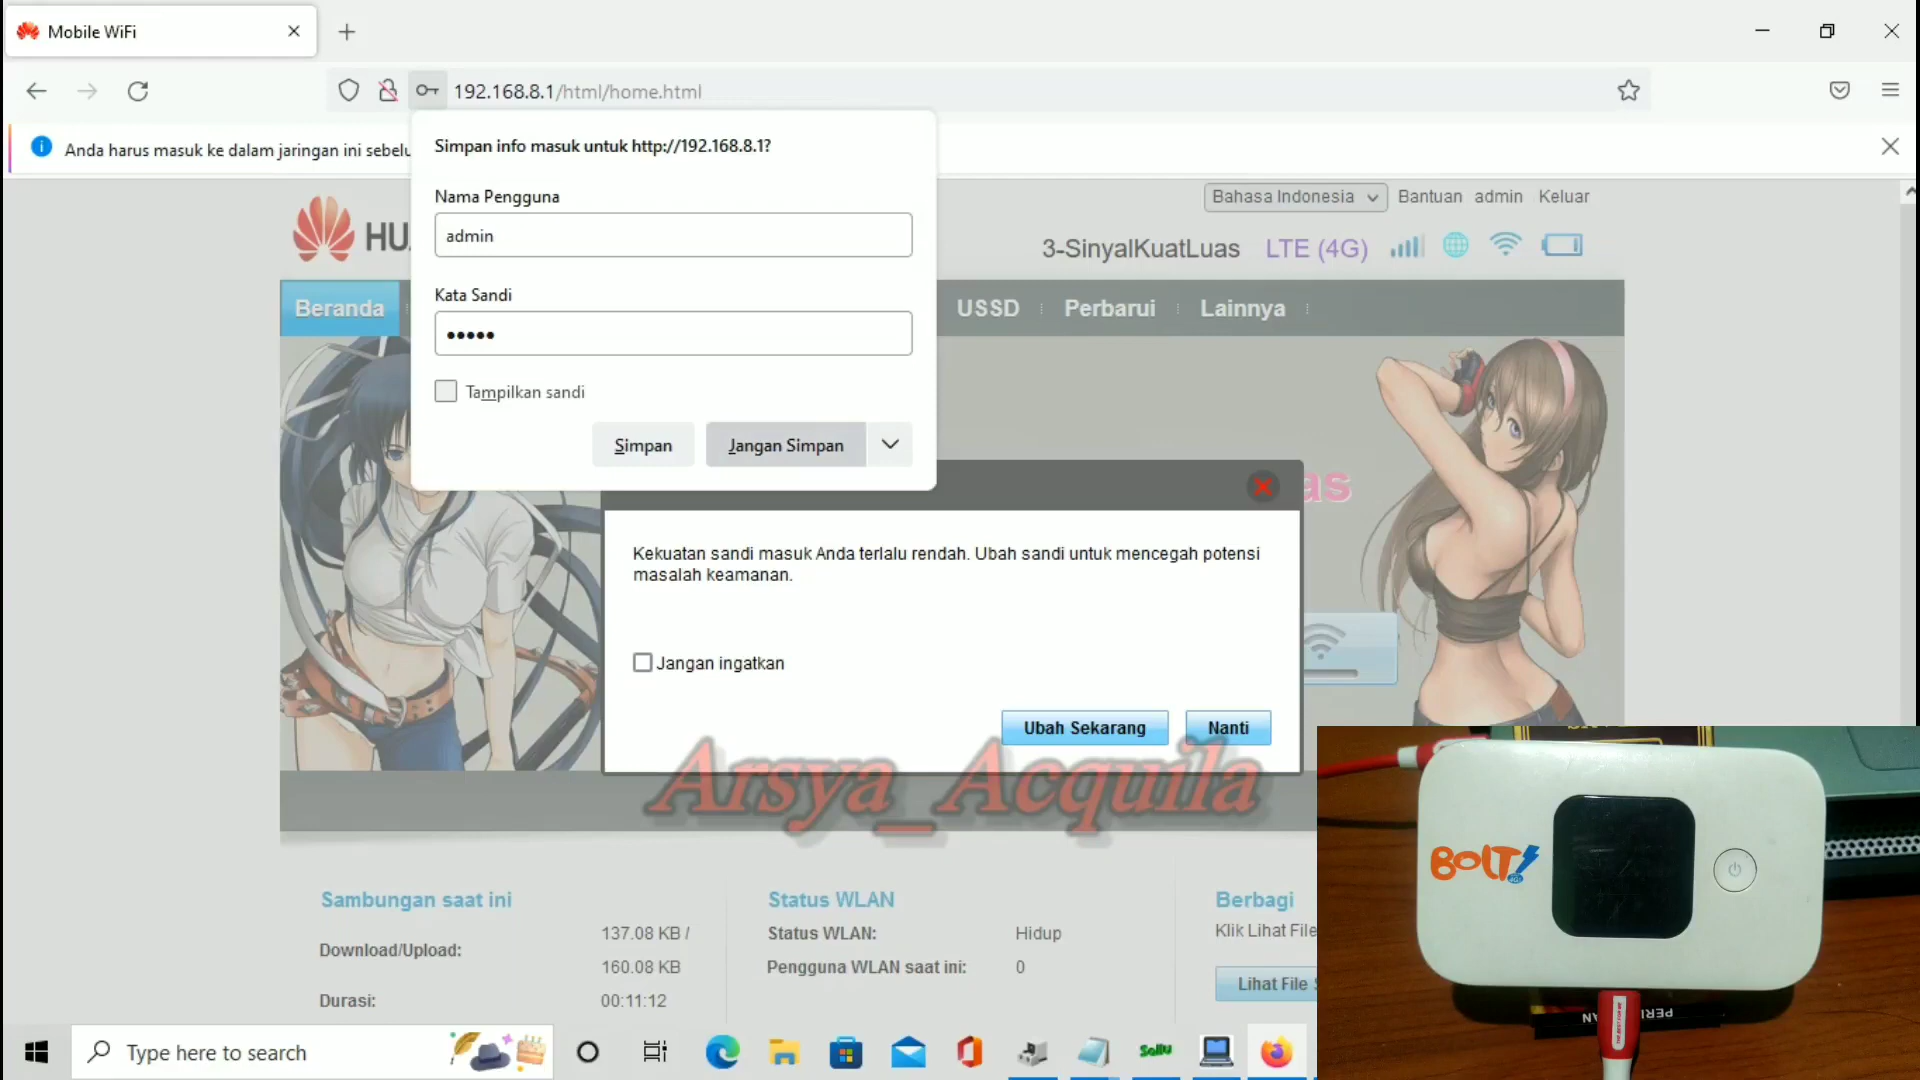 Mobile WiFi
192.168.8.1/html/home.html
Anda harus masuk ke dalam jaringan ini
Simpan info masuk untuk http://192.168.8.1?
Nama Pengguna
admin
Kata Sandi
Tampilkan sandi
Simpan
Jangan Simpan
Bahasa Indonesia
Bantuan
admin
Keluar
3-SinyalKuatLuas
LTE (4G)
Beranda
USSD
Perbarui
Lainnya
Kekuatan sandi masuk Anda terlalu rendah. Ubah sandi untuk mencegah potensi
masalah keamanan.
Jangan ingatkan
Ubah Sekarang
Nanti
Arsya_Acquila
Sambungan saat ini
Download/Upload:
137.08 KB /
160.08 KB
Durasi:
00:11:12
Status WLAN
Status WLAN:
Hidup
Pengguna WLAN saat ini:
0
Berbagi
Klik Lihat File
Lihat File
BOLT!
Type here to search